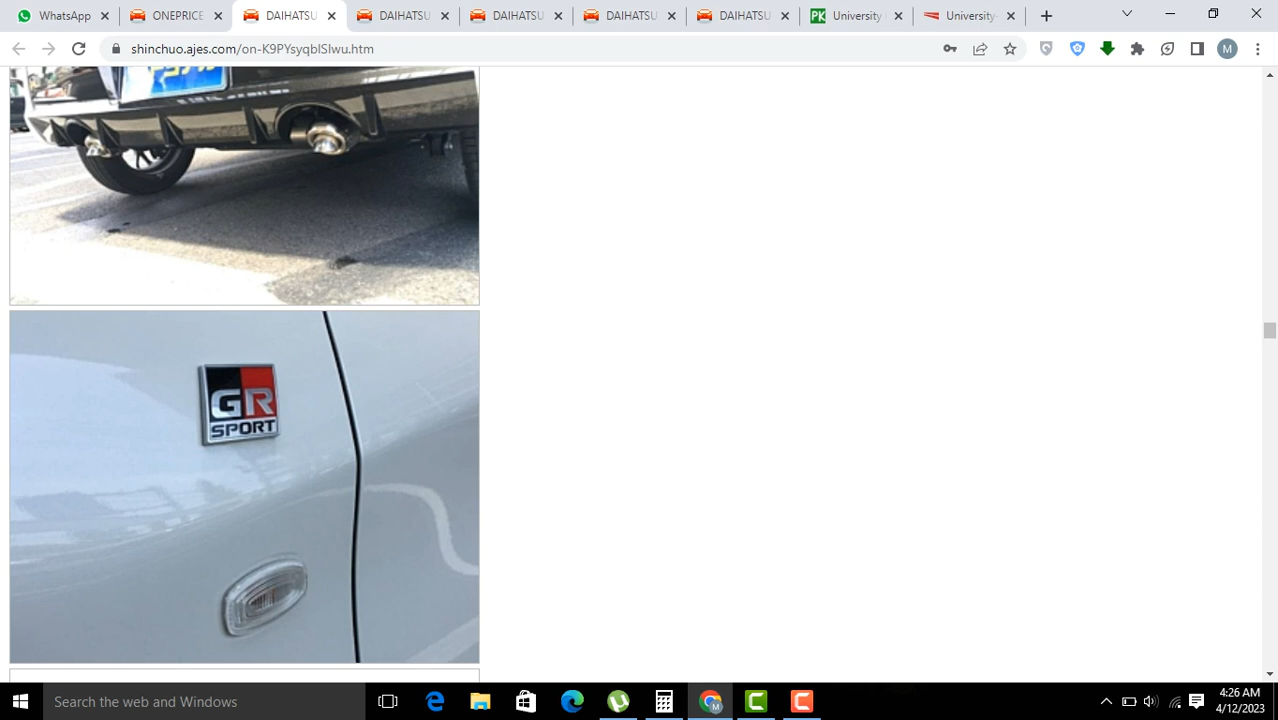 WhatsApp
ONEPRICE
DAIHATSU
DAIHATSU
DAIHATSU
DAIHATSU
DAIHATSU
University
University
shinchuo.ajes.com/on-K9PYsyqbISlwu.htm
M
GR
SPORT
Search the web and Windows
4:26 AM
4/12/2023